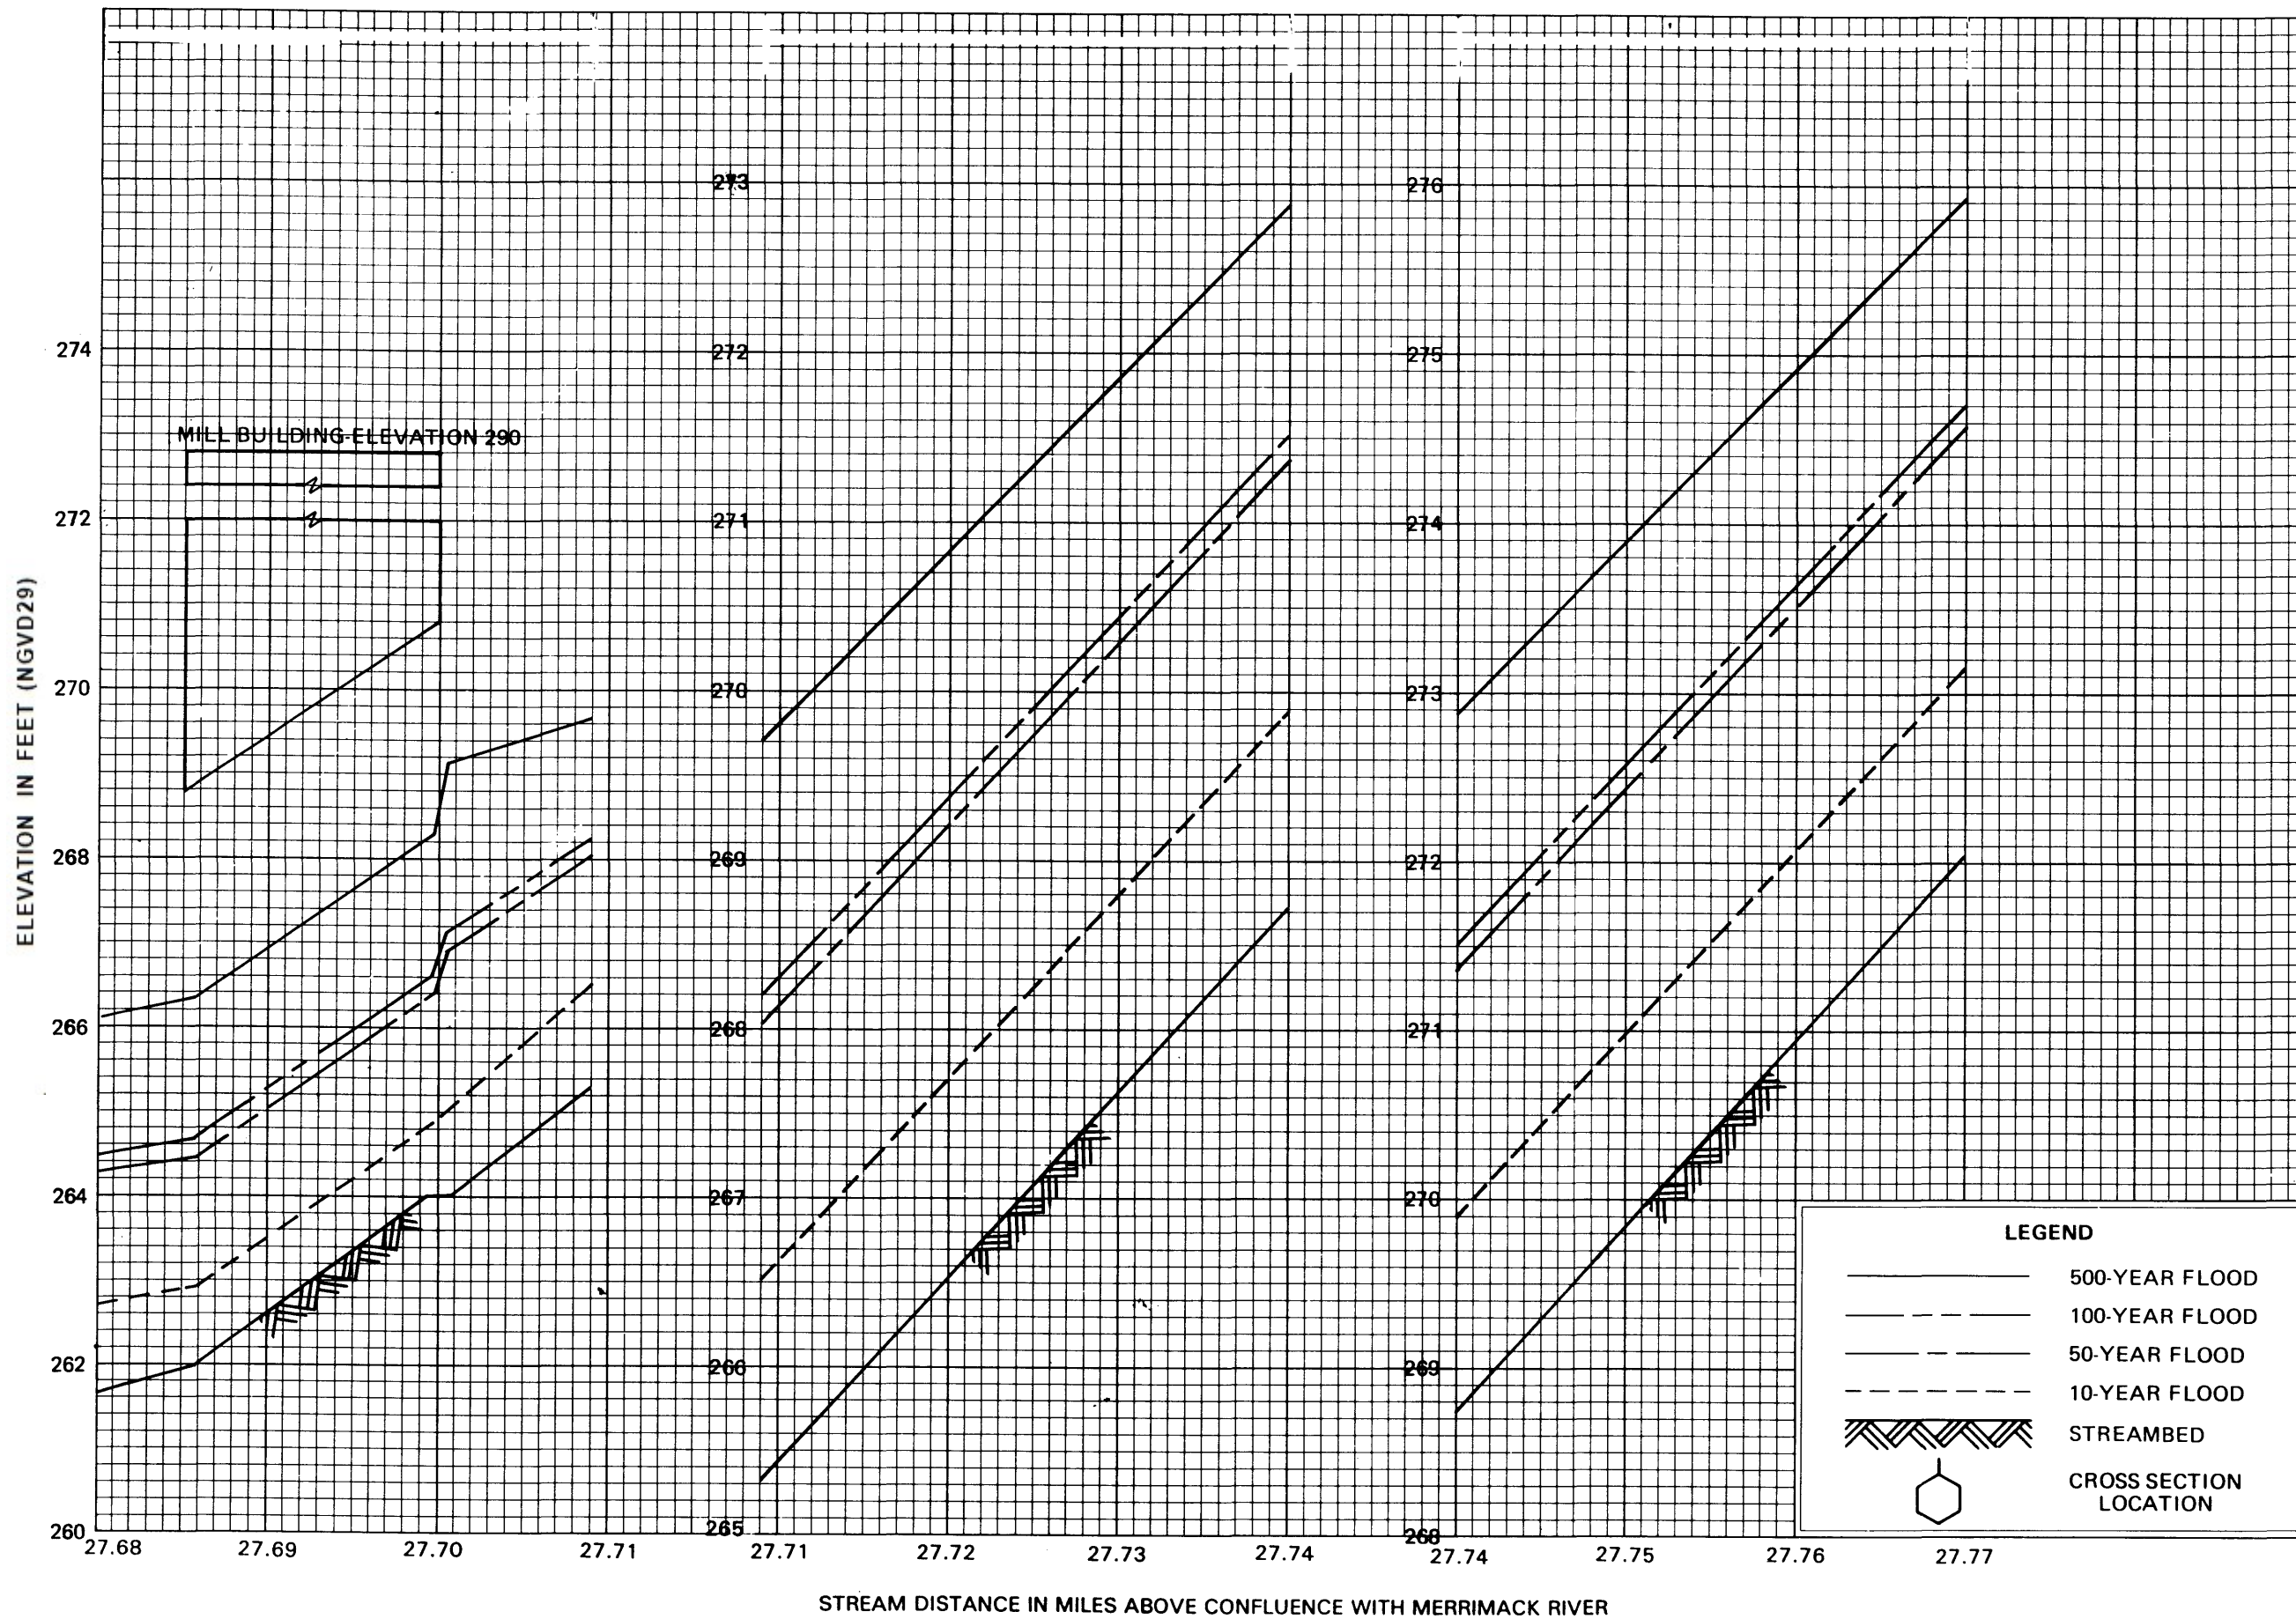 ELEVATION IN FEET (NGVD29)
274
272
270
268
266
264
262
260
MILL BUILDING-ELEVATION 290
273
272
271
270
269
268
267
266
265
276
275
274
273
272
271
270
269
268
27.68 27.69 27.70 27.71 27.71 27.72 27.73 27.74 27.74 27.75 27.76 27.77
STREAM DISTANCE IN MILES ABOVE CONFLUENCE WITH MERRIMACK RIVER
LEGEND
500-YEAR FLOOD
100-YEAR FLOOD
50-YEAR FLOOD
10-YEAR FLOOD
STREAMBED
CROSS SECTION
LOCATION